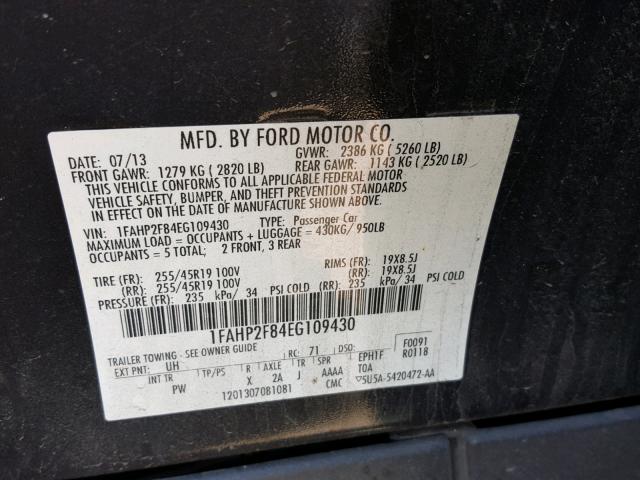 MFD. BY FORD MOTOR CO.
DATE: 07/13 GVWR: 2386 KG ( 5260 LB)
FRONT GAWR: 1279 KG ( 2820 LB) REAR GAWR: 1143 KG ( 2520 LB)
THIS VEHICLE CONFORMS TO ALL APPLICABLE FEDERAL MOTOR
VEHICLE SAFETY, BUMPER, AND THEFT PREVENTION STANDARDS
IN EFFECT ON THE DATE OF MANUFACTURE SHOWN ABOVE.
VIN: 1FAHP2F84EG109430 TYPE: Passenger Car
MAXIMUM LOAD = OCCUPANTS + LUGGAGE = 430KG/ 950LB
OCCUPANTS = 5 TOTAL; 2 FRONT, 3 REAR
TIRE (FR): 255/45R19 100V RIMS (FR): 19X8.5J
(RR): 255/45R19 100V (RR): 19X8.5J
PRESSURE (FR): 235 kPa/ 34 PSI COLD (RR): 235 kPa/ 34 PSI COLD
1FAHP2F84EG109430
TRAILER TOWING - SEE OWNER GUIDE F0091
EXT PNT: UH RC: 71 DSO: R0118
INT TR TP/PS R AXLE TR SPR EPHTF
PW X 2A J AAAA TOA
1201307081081 CMC ▽5U5A-5420472-AA